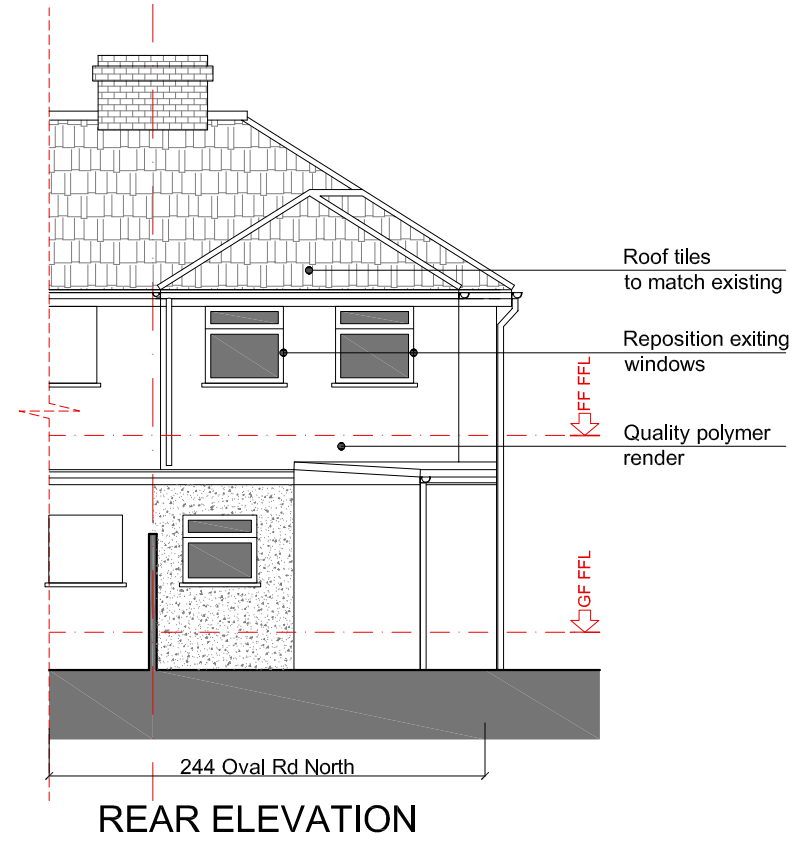 Roof tiles
to match existing
Reposition exiting
windows
FF FFL
Quality polymer
render
GF FFL
244 Oval Rd North
REAR ELEVATION